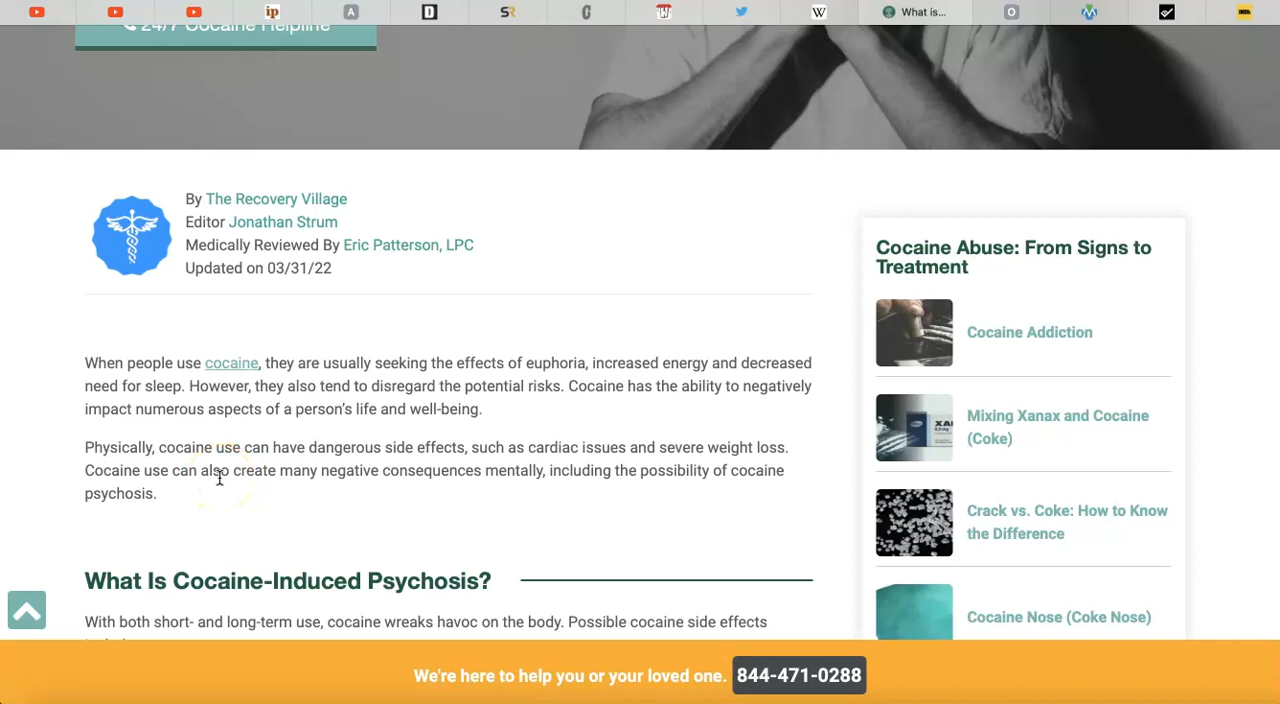 ip
A
D
SR
W
What is...
O
24/7 Cocaine Helpline
By The Recovery Village
Editor Jonathan Strum
Medically Reviewed By Eric Patterson, LPC
Updated on 03/31/22
When people use cocaine, they are usually seeking the effects of euphoria, increased energy and decreased
need for sleep. However, they also tend to disregard the potential risks. Cocaine has the ability to negatively
impact numerous aspects of a person's life and well-being.
Physically, cocaine use can have dangerous side effects, such as cardiac issues and severe weight loss.
Cocaine use can also create many negative consequences mentally, including the possibility of cocaine
psychosis.
What Is Cocaine-Induced Psychosis?
With both short- and long-term use, cocaine wreaks havoc on the body. Possible cocaine side effects
Cocaine Abuse: From Signs to
Treatment
Cocaine Addiction
Mixing Xanax and Cocaine
(Coke)
Crack vs. Coke: How to Know
the Difference
Cocaine Nose (Coke Nose)
We're here to help you or your loved one. 844-471-0288